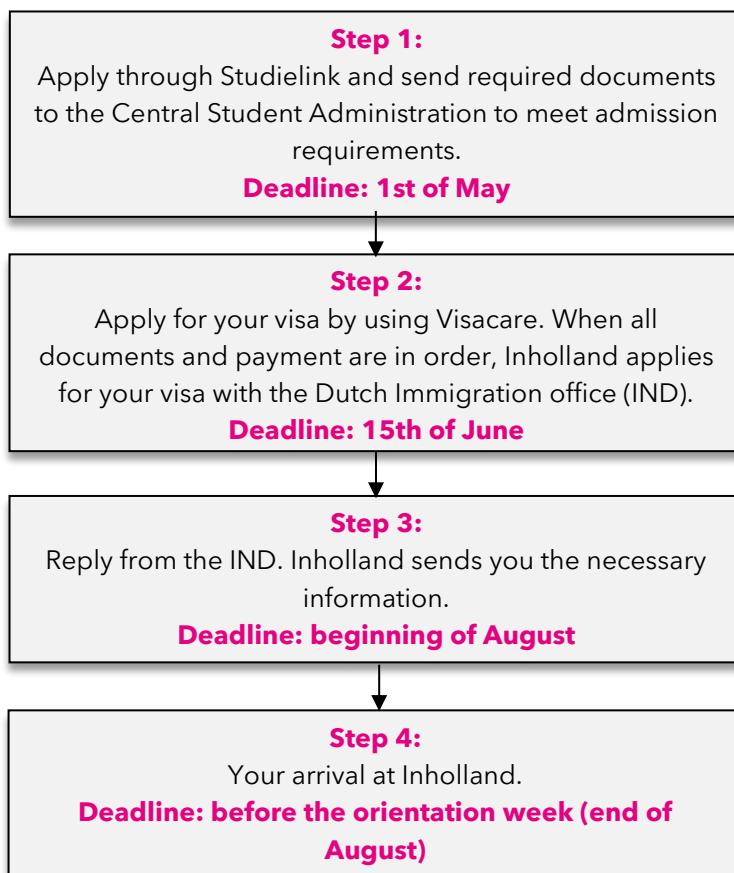 Step 1:
Apply through Studielink and send required documents
to the Central Student Administration to meet admission
requirements.
Deadline: 1st of May
Step 2:
Apply for your visa by using Visacare. When all
documents and payment are in order, Inholland applies
for your visa with the Dutch Immigration office (IND).
Deadline: 15th of June
Step 3:
Reply from the IND. Inholland sends you the necessary
information.
Deadline: beginning of August
Step 4:
Your arrival at Inholland.
Deadline: before the orientation week (end of
August)